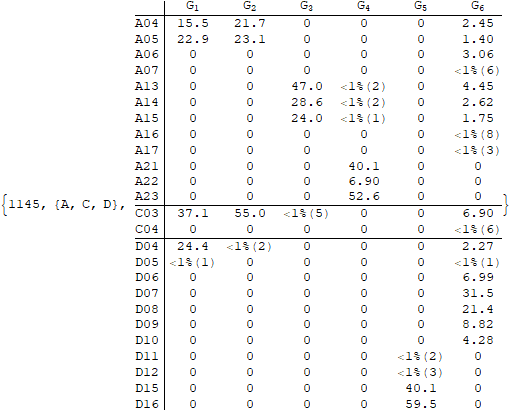 G1 G2 G3 G4 G5 G6
A04 15.5 21.7 0 0 0 2.45
A05 22.9 23.1 0 0 0 1.40
A06 0 0 0 0 0 3.06
A07 0 0 0 0 0 <1%(6)
A13 0 0 47.0 <1%(2) 0 4.45
A14 0 0 28.6 <1%(2) 0 2.62
A15 0 0 24.0 <1%(1) 0 1.75
A16 0 0 0 0 0 <1%(8)
A17 0 0 0 0 0 <1%(3)
A21 0 0 0 40.1 0 0
A22 0 0 0 6.90 0 0
A23 0 0 0 52.6 0 0
{1145, {A, C, D}, C03 37.1 55.0 <1%(5) 0 0 6.90 }
C04 0 0 0 0 0 <1%(6)
D04 24.4 <1%(2) 0 0 0 2.27
D05 <1%(1) 0 0 0 0 <1%(1)
D06 0 0 0 0 0 6.99
D07 0 0 0 0 0 31.5
D08 0 0 0 0 0 21.4
D09 0 0 0 0 0 8.82
D10 0 0 0 0 0 4.28
D11 0 0 0 0 <1%(2) 0
D12 0 0 0 0 <1%(3) 0
D15 0 0 0 0 40.1 0
D16 0 0 0 0 59.5 0